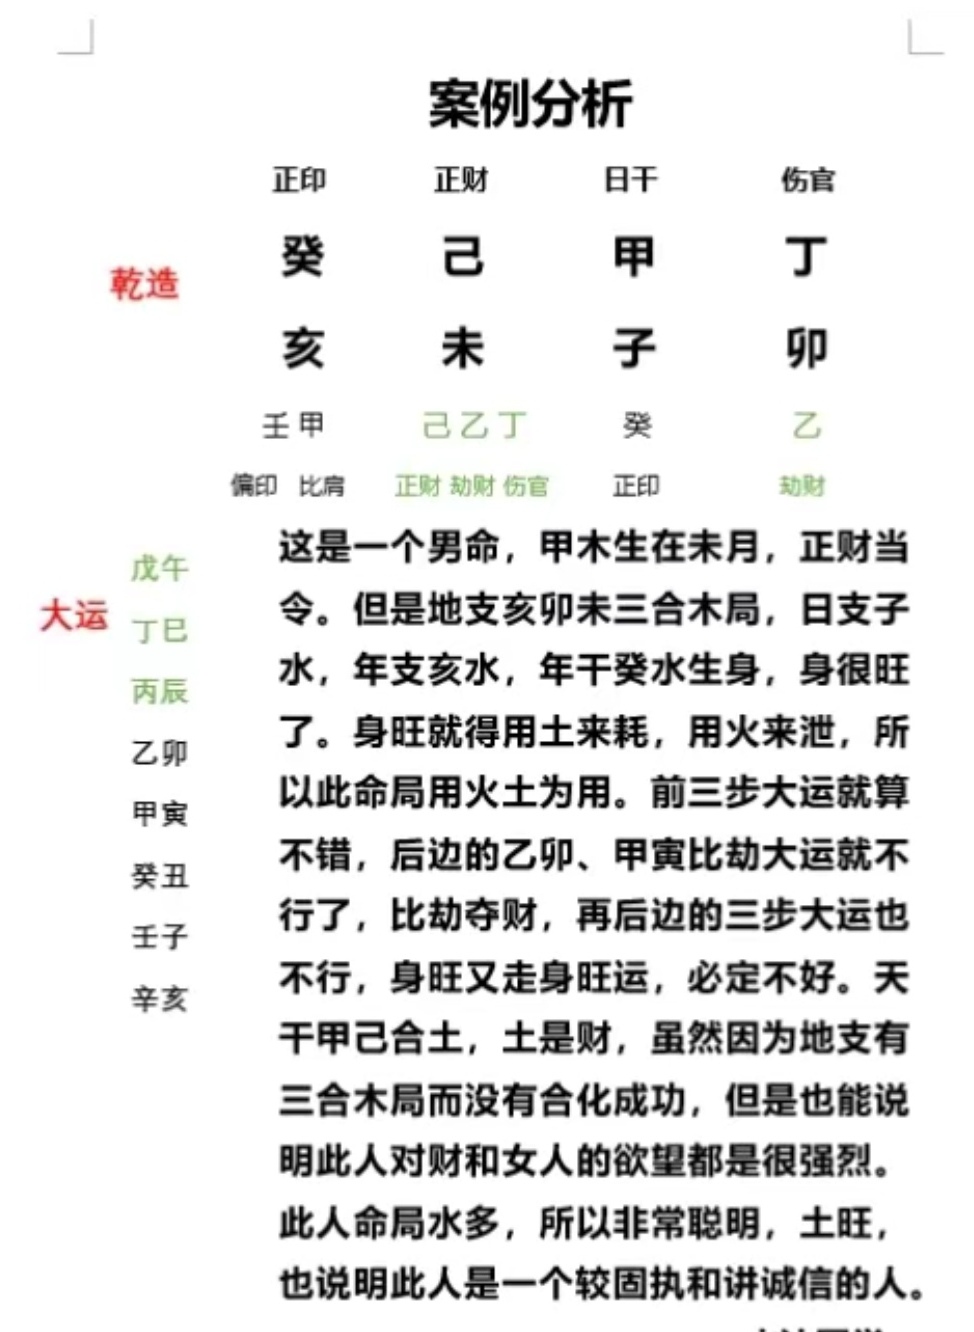 案例分析
正印 正财 日干 伤官
癸 己 甲 丁
乾造
亥 未 子 卯
壬 甲 己 乙 丁 癸 乙
偏印 比肩 正财 劫财 伤官 正印 劫财
这是一个男命，甲木生在未月，正财当
令。但是地支亥卯未三合木局，日支子
水，年支亥水，年干癸水生身，身很旺
了。身旺就得用土来耗，用火来泄，所
以此命局用火土为用。前三步大运就算
不错，后边的乙卯、甲寅比劫大运就不
行了，比劫夺财，再后边的三步大运也
不行，身旺又走身旺运，必定不好。天
干甲己合土，土是财，虽然因为地支有
三合木局而没有合化成功，但是也能说
明此人对财和女人的欲望都是很强烈。
此人命局水多，所以非常聪明，土旺，
也说明此人是一个较固执和讲诚信的人。
大运
戊午
丁巳
丙辰
乙卯
甲寅
癸丑
壬子
辛亥